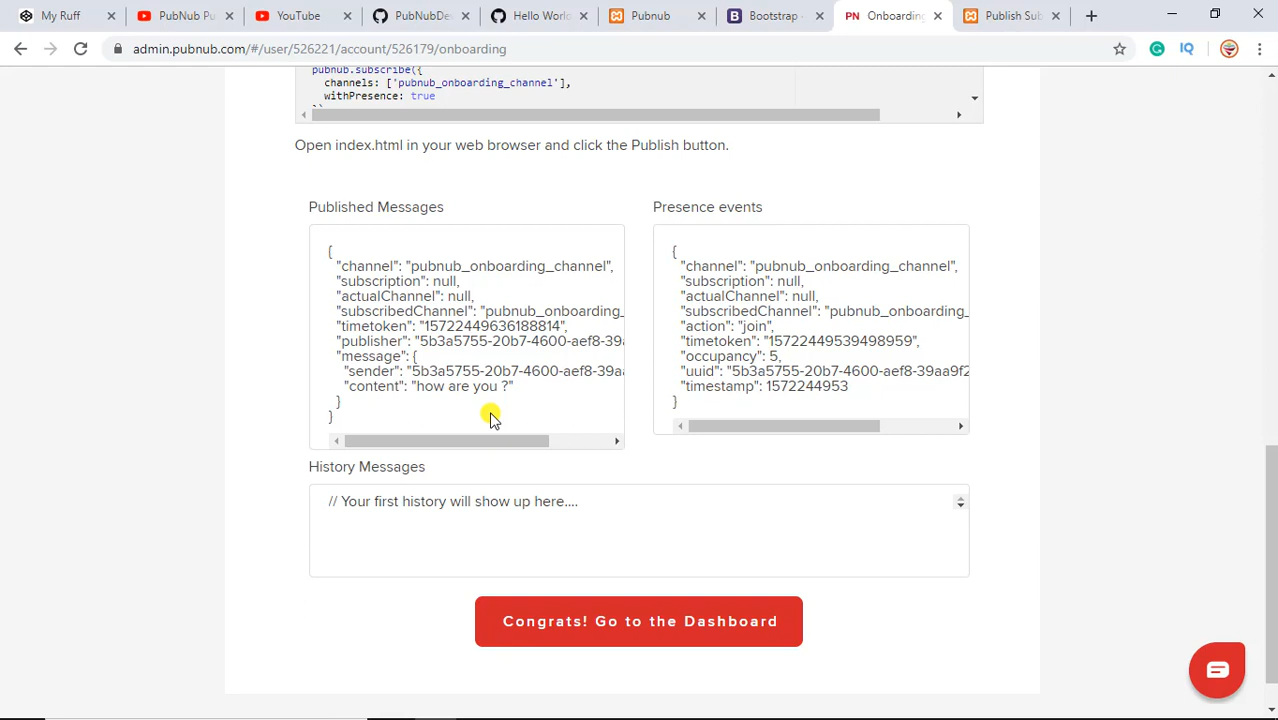 My Ruff
PubNub Pu
YouTube
PubNubDe
Hello Worl
Pubnub
Bootstrap
PN Onboarding
Publish Sub
admin.pubnub.com/#/user/526221/account/526179/onboarding
IQ
pubnub.subscribe({
channels: ['pubnub_onboarding_channel'],
withPresence: true
})
Open index.html in your web browser and click the Publish button.
Published Messages
{
"channel": "pubnub_onboarding_channel",
"subscription": null,
"actualChannel": null,
"subscribedChannel": "pubnub_onboarding_
"timetoken": "15722449636188814",
"publisher": "5b3a5755-20b7-4600-aef8-39a
"message": {
"sender": "5b3a5755-20b7-4600-aef8-39aa
"content": "how are you ?"
}
}
Presence events
{
"channel": "pubnub_onboarding_channel",
"subscription": null,
"actualChannel": null,
"subscribedChannel": "pubnub_onboarding_
"action": "join",
"timetoken": "15722449539498959",
"occupancy": 5,
"uuid": "5b3a5755-20b7-4600-aef8-39aa9f2
"timestamp": 1572244953
}
History Messages
// Your first history will show up here....
Congrats! Go to the Dashboard